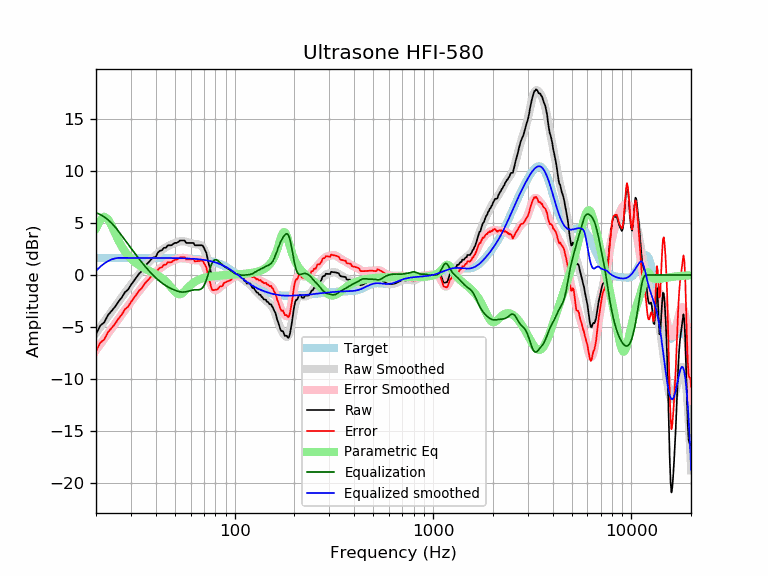 Ultrasone HFI-580
Amplitude (dBr)
15
10
5
0
−5
−10
−15
−20
Target
Raw Smoothed
Error Smoothed
Raw
Error
Parametric Eq
Equalization
Equalized smoothed
100 1000 10000
Frequency (Hz)